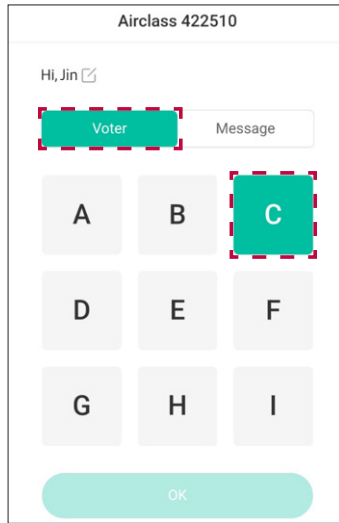 Airclass 422510
Hi, Jin
Voter Message
A B C
D E F
G H I
OK